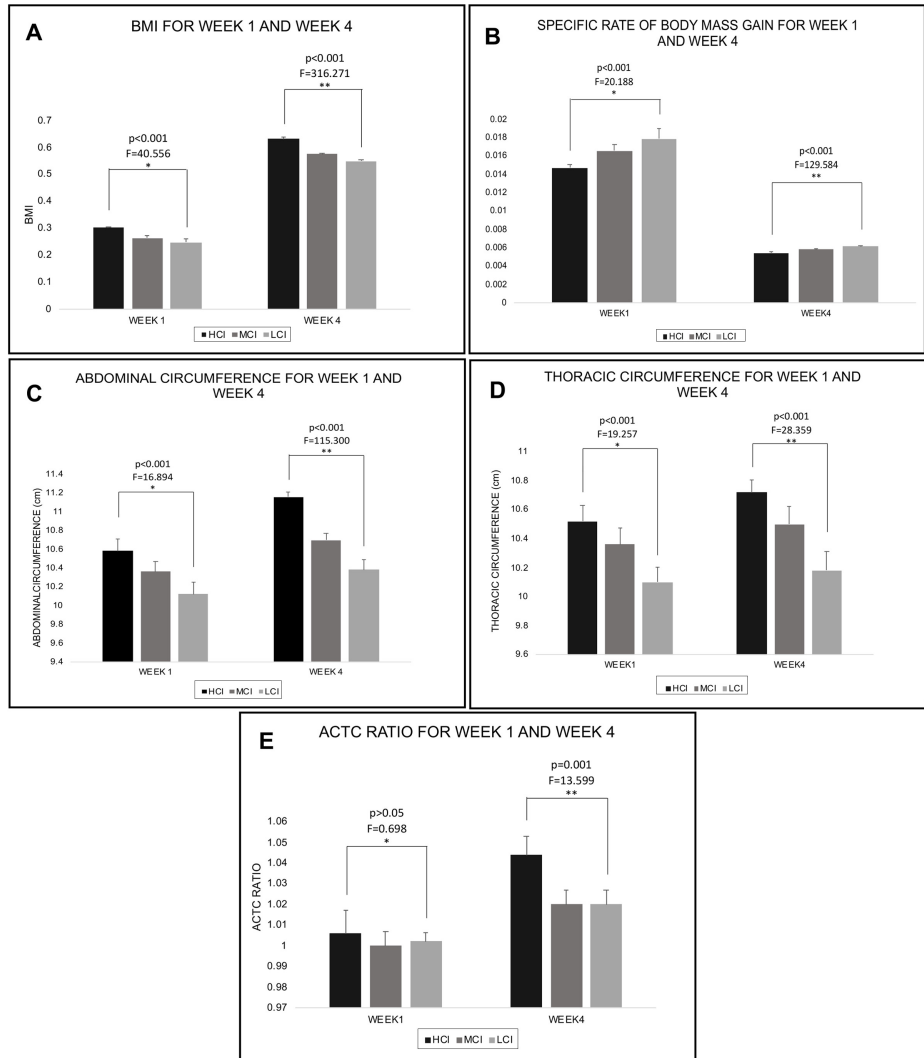 A
BMI FOR WEEK 1 AND WEEK 4
p<0.001
F=316.271
**
p<0.001
F=40.556
*
BMI
0.7
0.6
0.5
0.4
0.3
0.2
0.1
0
WEEK 1
WEEK 4
HCI MCI LCI
B
SPECIFIC RATE OF BODY MASS GAIN FOR WEEK 1
AND WEEK 4
p<0.001
F=20.188
*
p<0.001
F=129.584
**
0.02
0.018
0.016
0.014
0.012
0.01
0.008
0.006
0.004
0.002
0
WEEK1
WEEK4
HCI MCI LCI
C
ABDOMINAL CIRCUMFERENCE FOR WEEK 1 AND
WEEK 4
p<0.001
F=115.300
**
p<0.001
F=16.894
*
ABDOMINALCIRCUMFERENCE (cm)
11.4
11.2
11
10.8
10.6
10.4
10.2
10
9.8
9.6
9.4
WEEK 1
WEEK 4
HCI MCI LCI
D
THORACIC CIRCUMFERENCE FOR WEEK 1 AND
WEEK 4
p<0.001
F=19.257
*
p<0.001
F=28.359
**
THORACIC CIRCUMFERENCE (cm)
11
10.8
10.6
10.4
10.2
10
9.8
9.6
WEEK1
WEEK4
HCI MCI LCI
E
ACTC RATIO FOR WEEK 1 AND WEEK 4
p=0.001
F=13.599
**
p>0.05
F=0.698
*
ACTC RATIO
1.06
1.05
1.04
1.03
1.02
1.01
1
0.99
0.98
0.97
WEEK1
WEEK4
HCI MCI LCI